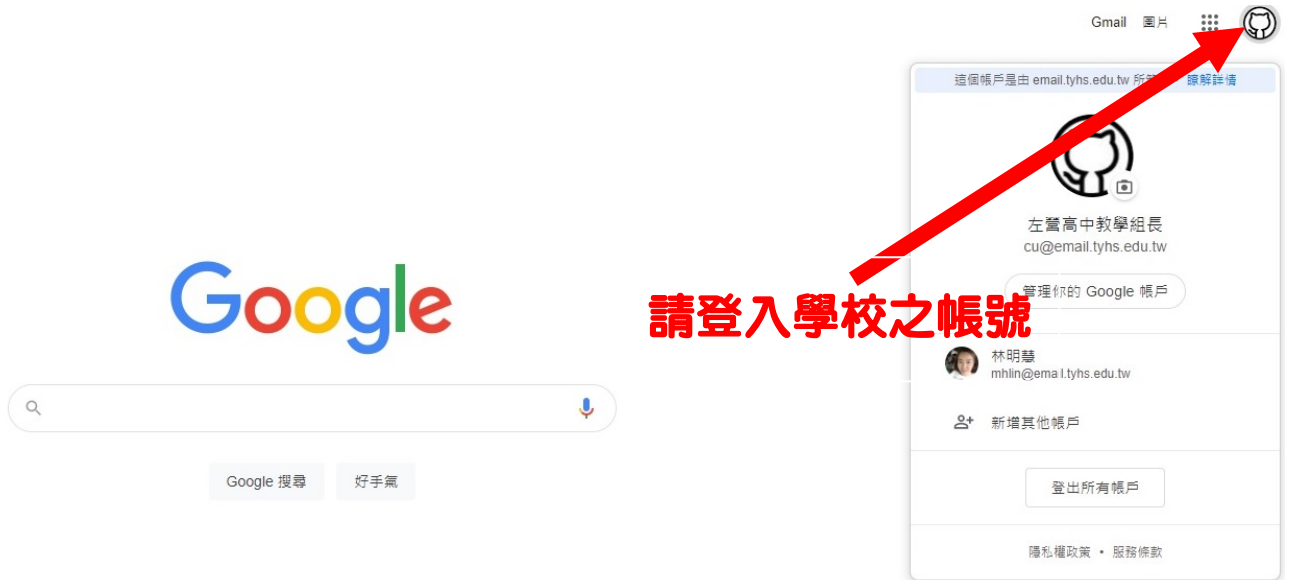 Gmail 圖片
這個帳戶是由 email.tyhs.edu.tw 所 瞭解詳情
左營高中教學組長
cu@email.tyhs.edu.tw
管理你的 Google 帳戶
Google
請登入學校之帳號
林明慧
mhlin@email.tyhs.edu.tw
新增其他帳戶
Google 搜尋 好手氣
登出所有帳戶
隱私權政策 • 服務條款